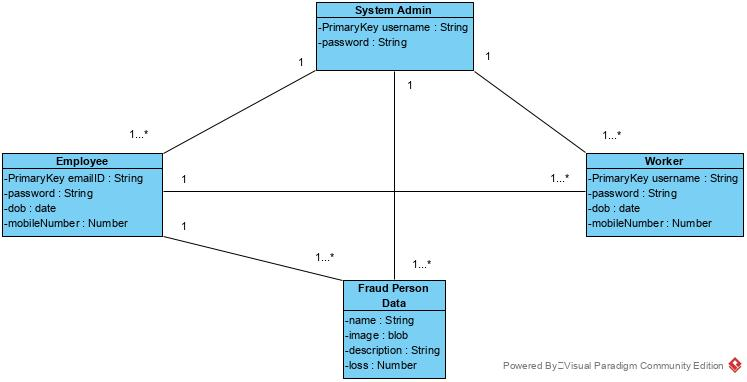 System Admin
-PrimaryKey username : String
-password : String
1
1
1
1...*
1...*
Employee
-PrimaryKey emailID : String
-password : String
-dob : date
-mobileNumber : Number
Worker
-PrimaryKey username : String
-password : String
-dob : date
-mobileNumber : Number
1
1...*
1
1...*
1...*
Fraud Person
Data
-name : String
-image : blob
-description : String
-loss : Number
Powered By Visual Paradigm Community Edition